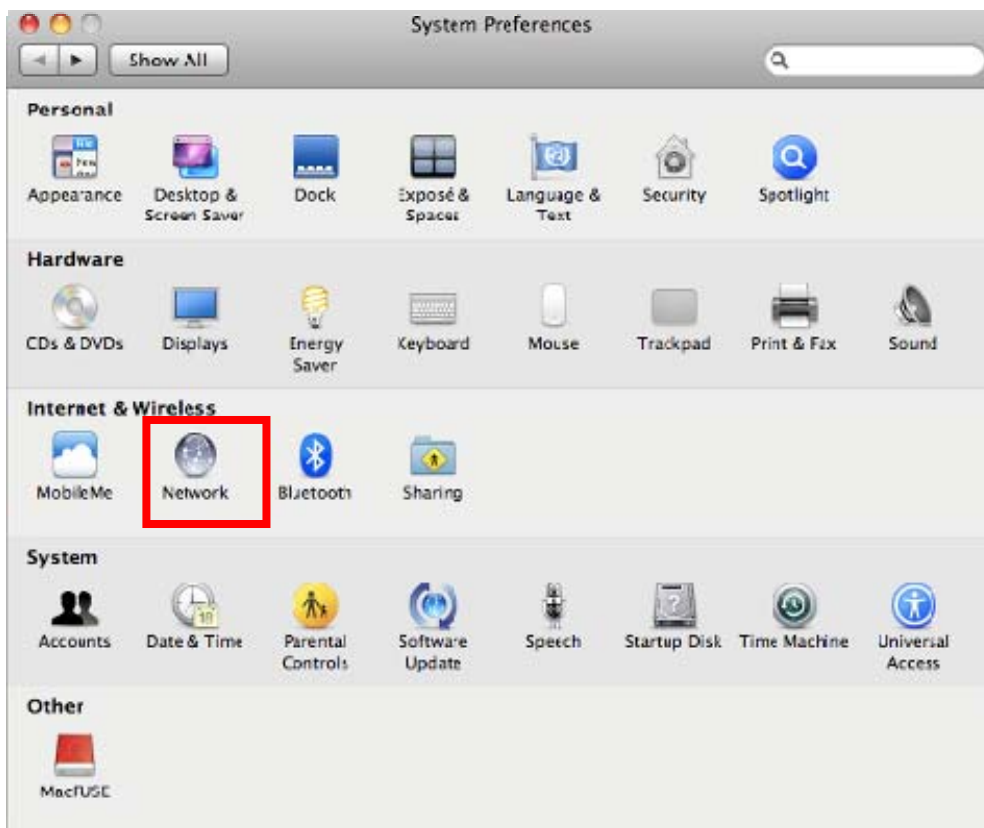 System Preferences
Show All
Personal
Appearance
Desktop &
Screen Saver
Dock
Exposé &
Spaces
Language &
Text
Security
Spotlight
Hardware
CDs & DVDs
Displays
Energy
Saver
Keyboard
Mouse
Trackpad
Print & Fax
Sound
Internet & Wireless
MobileMe
Network
Bluetooth
Sharing
System
Accounts
Date & Time
Parental
Controls
Software
Update
Speech
Startup Disk
Time Machine
Universal
Access
Other
MacFUSE